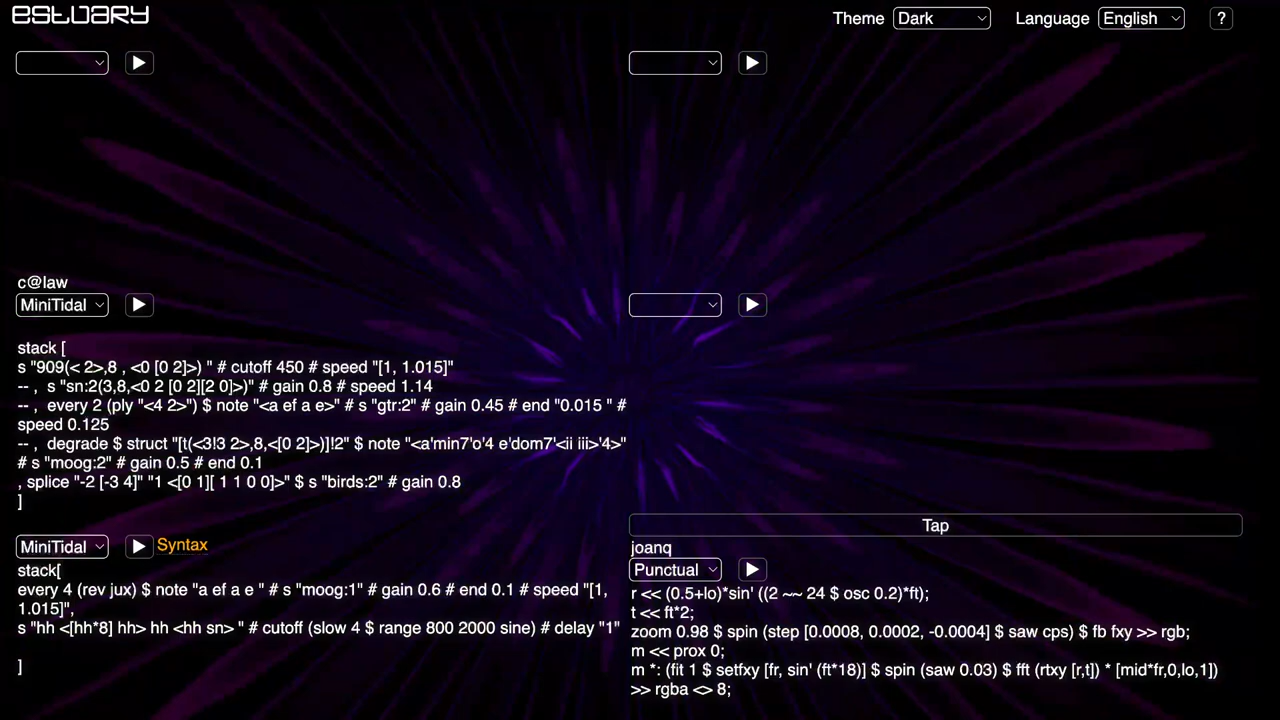 estuary
Theme Dark Language English ?
c@law
MiniTidal
stack [
s "909(< 2>,8 , <0 [0 2]>) " # cutoff 450 # speed "[1, 1.015]"
-- , s "sn:2(3,8,<0 2 [0 2][2 0]>)" # gain 0.8 # speed 1.14
-- , every 2 (ply "<4 2>") $ note "<a ef a e>" # s "gtr:2" # gain 0.45 # end "0.015 " #
speed 0.125
-- , degrade $ struct "[t(<3!3 2>,8,<[0 2]>)]!2" $ note "<a'min7'o'4 e'dom7'<ii iii>'4>"
# s "moog:2" # gain 0.5 # end 0.1
, splice "-2 [-3 4]" "1 <[0 1][ 1 1 0 0]>" $ s "birds:2" # gain 0.8
]
MiniTidal Syntax
stack[
every 4 (rev jux) $ note "a ef a e " # s "moog:1" # gain 0.6 # end 0.1 # speed "[1,
1.015]",
s "hh <[hh*8] hh> hh <hh sn> " # cutoff (slow 4 $ range 800 2000 sine) # delay "1"
]
Tap
joanq
Punctual
r << (0.5+lo)*sin' ((2 ~~ 24 $ osc 0.2)*ft);
t << ft*2;
zoom 0.98 $ spin (step [0.0008, 0.0002, -0.0004] $ saw cps) $ fb fxy >> rgb;
m << prox 0;
m *: (fit 1 $ setfxy [fr, sin' (ft*18)] $ spin (saw 0.03) $ fft (rtxy [r,t]) * [mid*fr,0,lo,1])
>> rgba <> 8;